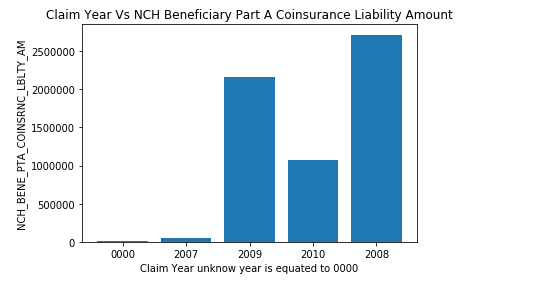 Claim Year Vs NCH Beneficiary Part A Coinsurance Liability Amount
NCH_BENE_PTA_COINSRNC_LBLTY_AM
2500000
2000000
1500000
1000000
500000
0
0000 2007 2009 2010 2008
Claim Year unknow year is equated to 0000